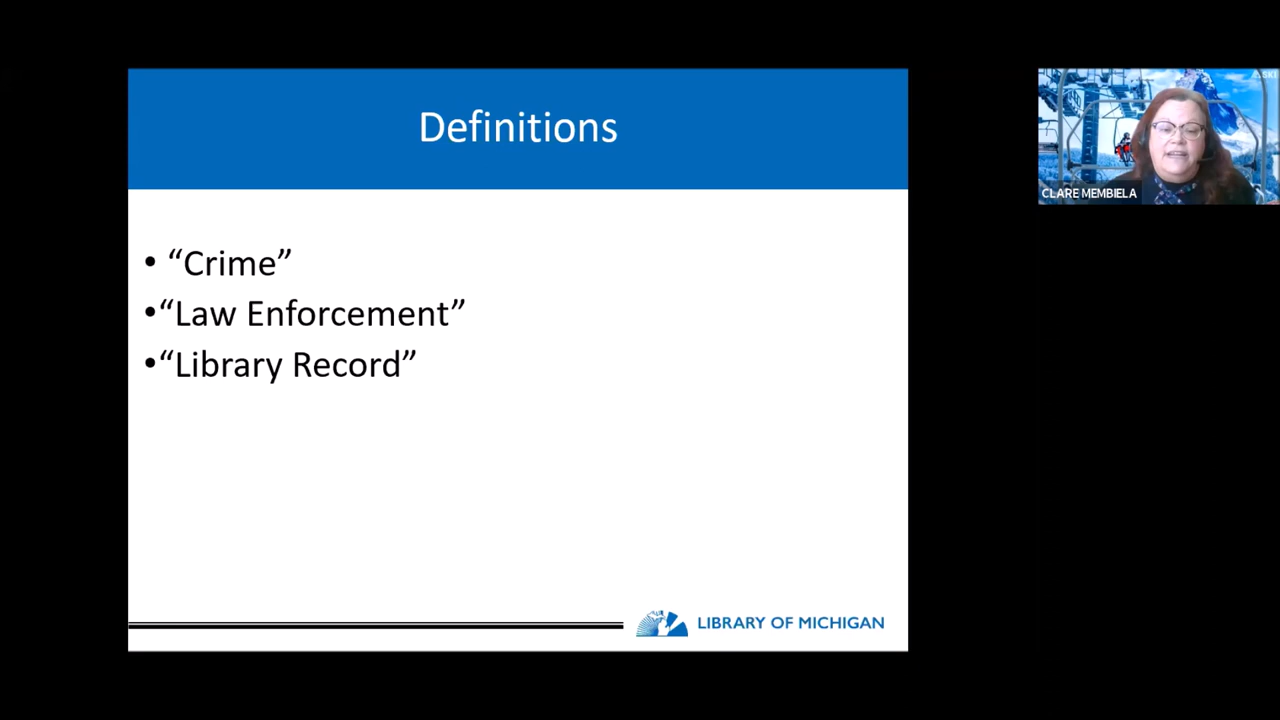 Definitions
• “Crime”
•“Law Enforcement”
•“Library Record”
LIBRARY OF MICHIGAN
CLARE MEMBIELA